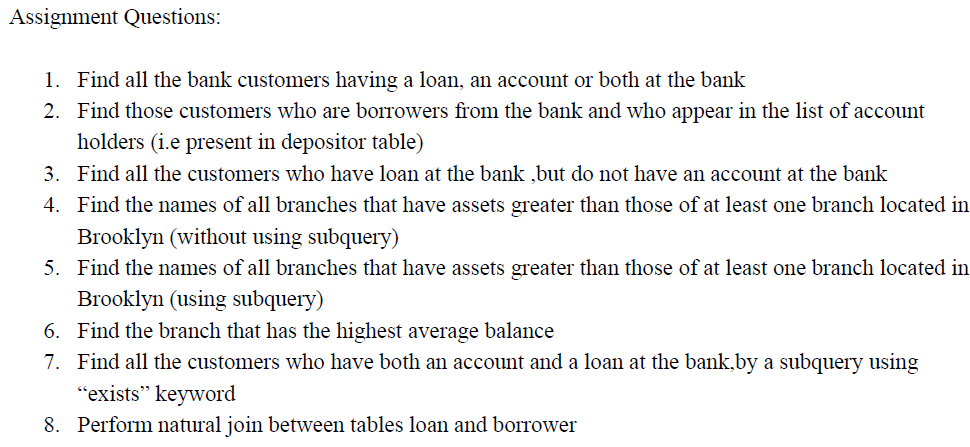 Assignment Questions:
1. Find all the bank customers having a loan, an account or both at the bank
2. Find those customers who are borrowers from the bank and who appear in the list of account
holders (i.e present in depositor table)
3. Find all the customers who have loan at the bank ,but do not have an account at the bank
4. Find the names of all branches that have assets greater than those of at least one branch located in
Brooklyn (without using subquery)
5. Find the names of all branches that have assets greater than those of at least one branch located in
Brooklyn (using subquery)
6. Find the branch that has the highest average balance
7. Find all the customers who have both an account and a loan at the bank,by a subquery using
“exists” keyword
8. Perform natural join between tables loan and borrower